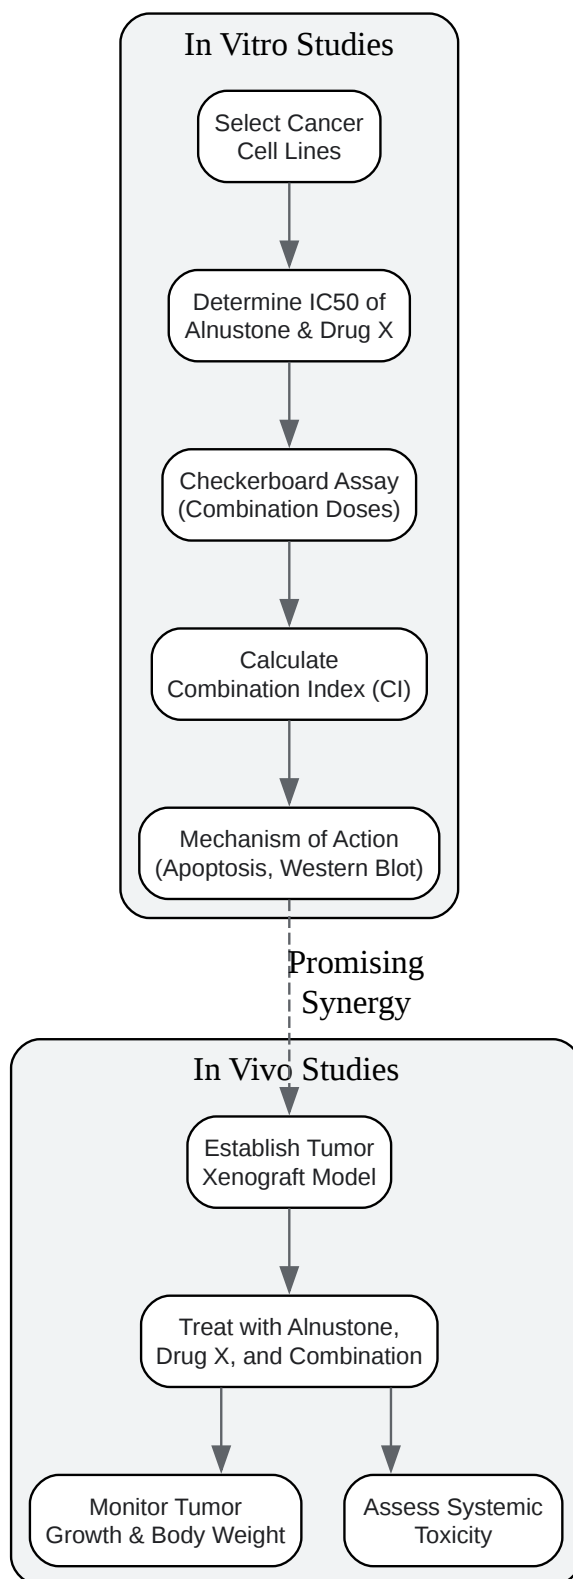 In Vitro Studies
Select Cancer
Cell Lines
Determine IC50 of
Alnustone & Drug X
Checkerboard Assay
(Combination Doses)
Calculate
Combination Index (CI)
Mechanism of Action
(Apoptosis, Western Blot)
Promising
Synergy
In Vivo Studies
Establish Tumor
Xenograft Model
Treat with Alnustone,
Drug X, and Combination
Monitor Tumor
Growth & Body Weight
Assess Systemic
Toxicity